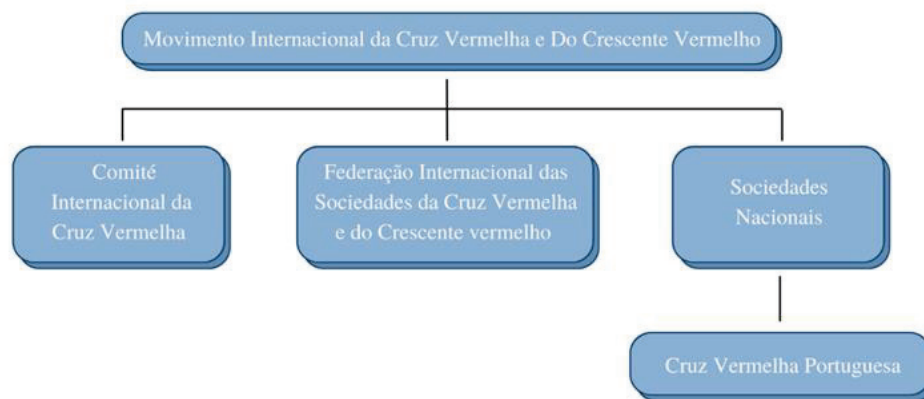 Movimento Internacional da Cruz Vermelha e Do Crescente Vermelho
Comité
Internacional da
Cruz Vermelha
Federação Internacional das
Sociedades da Cruz Vermelha
e do Crescente vermelho
Sociedades
Nacionais
Cruz Vermelha Portuguesa